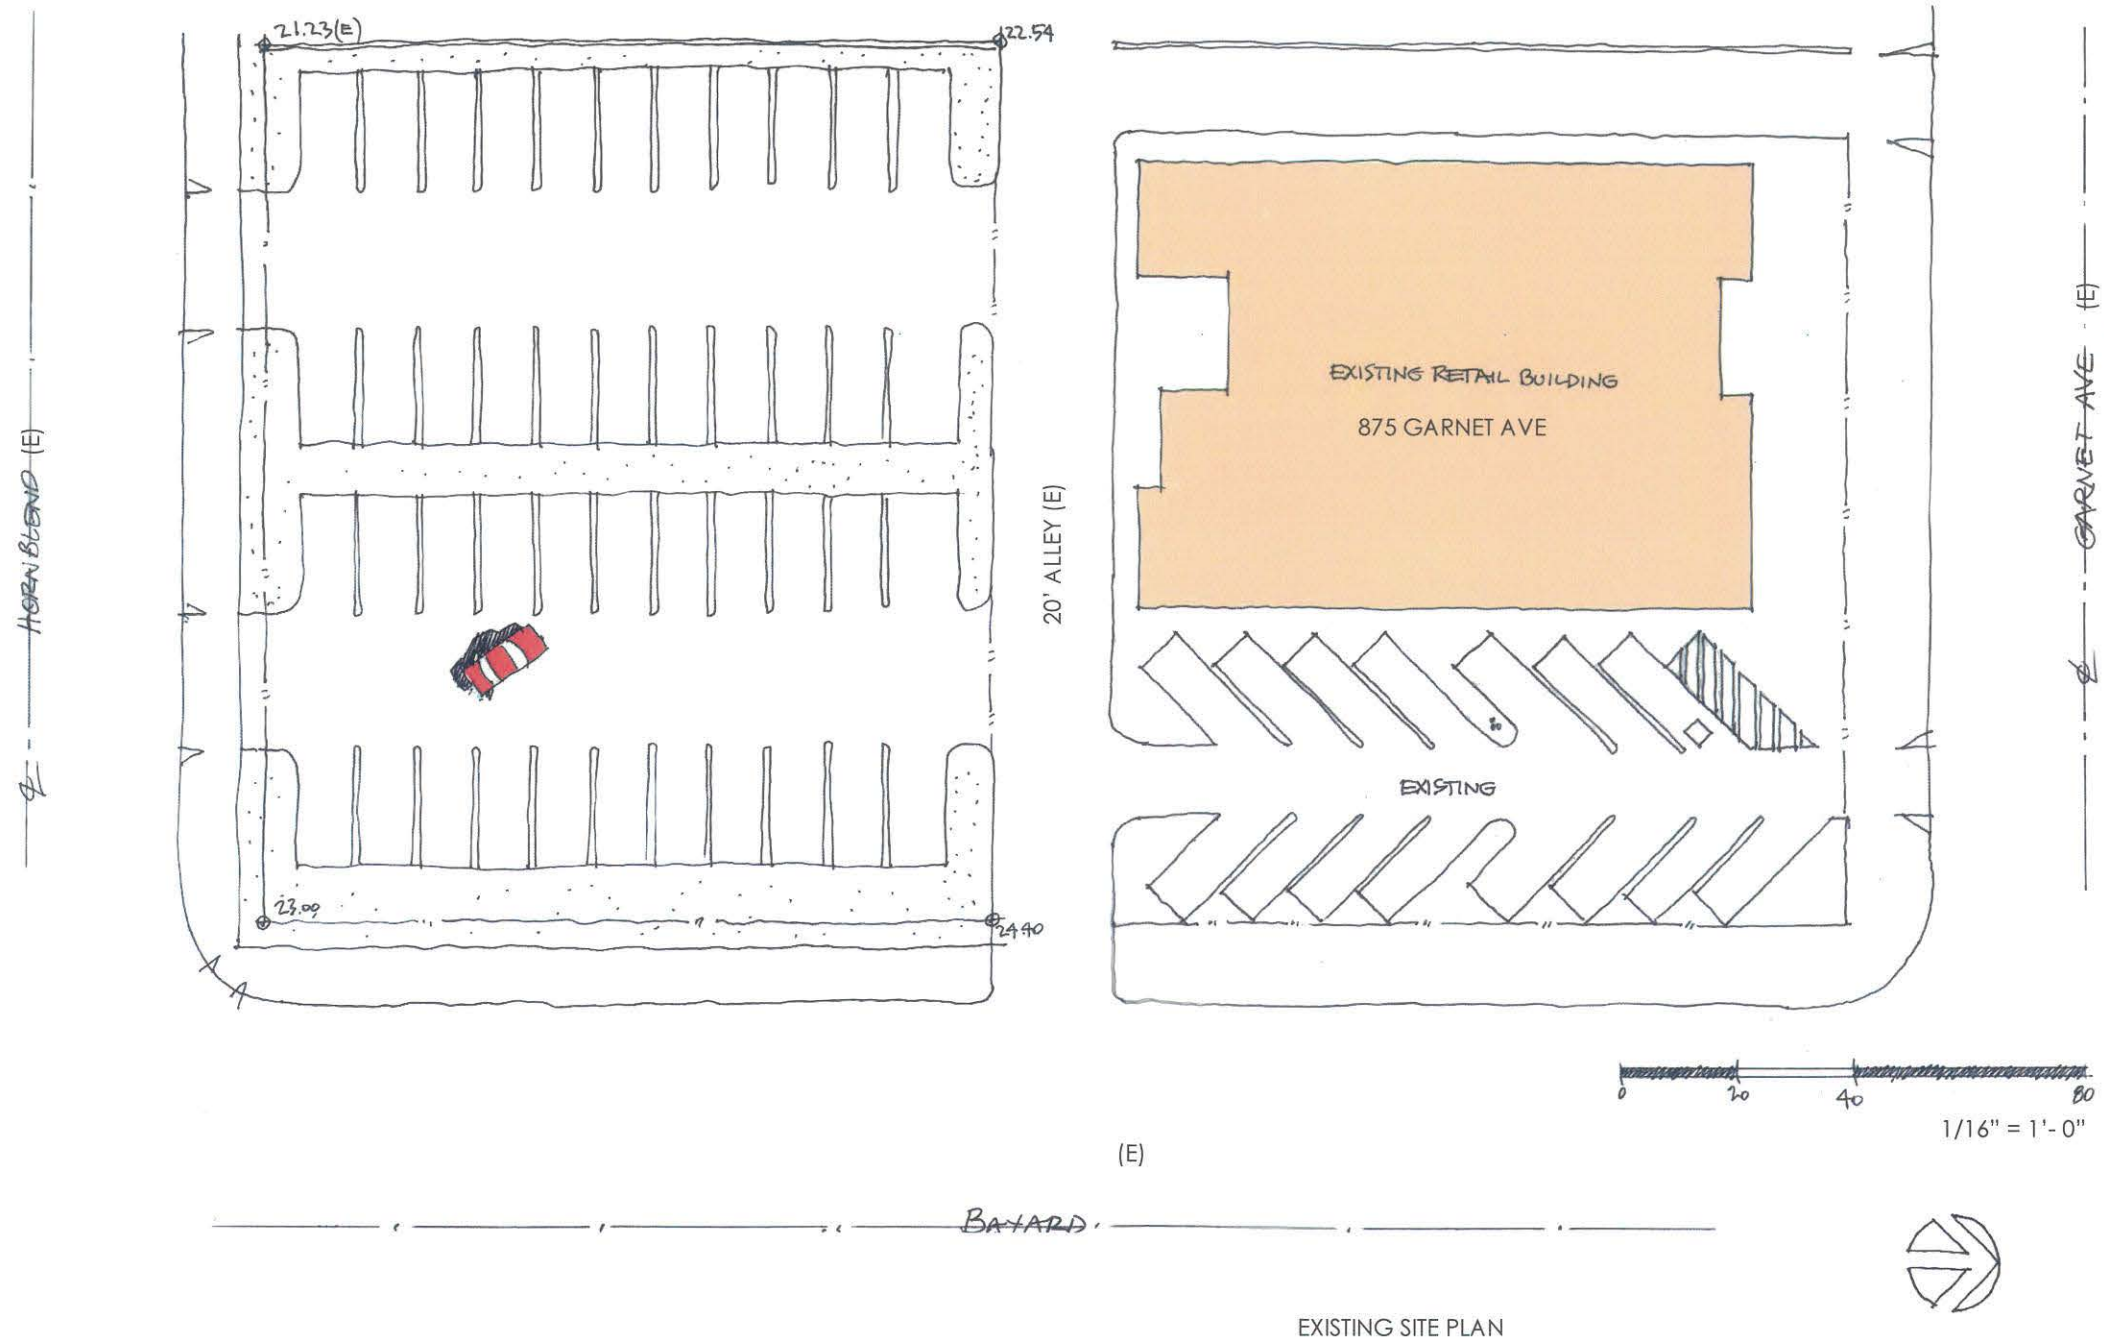 21.23(E)
22.54
EXISTING RETAIL BUILDING
875 GARNET AVE
HORNBLEND (E)
20' ALLEY (E)
GARNET AVE (E)
EXISTING
23.00
24.40
0 20 40 80
1/16" = 1'- 0"
(E)
BAYARD
EXISTING SITE PLAN